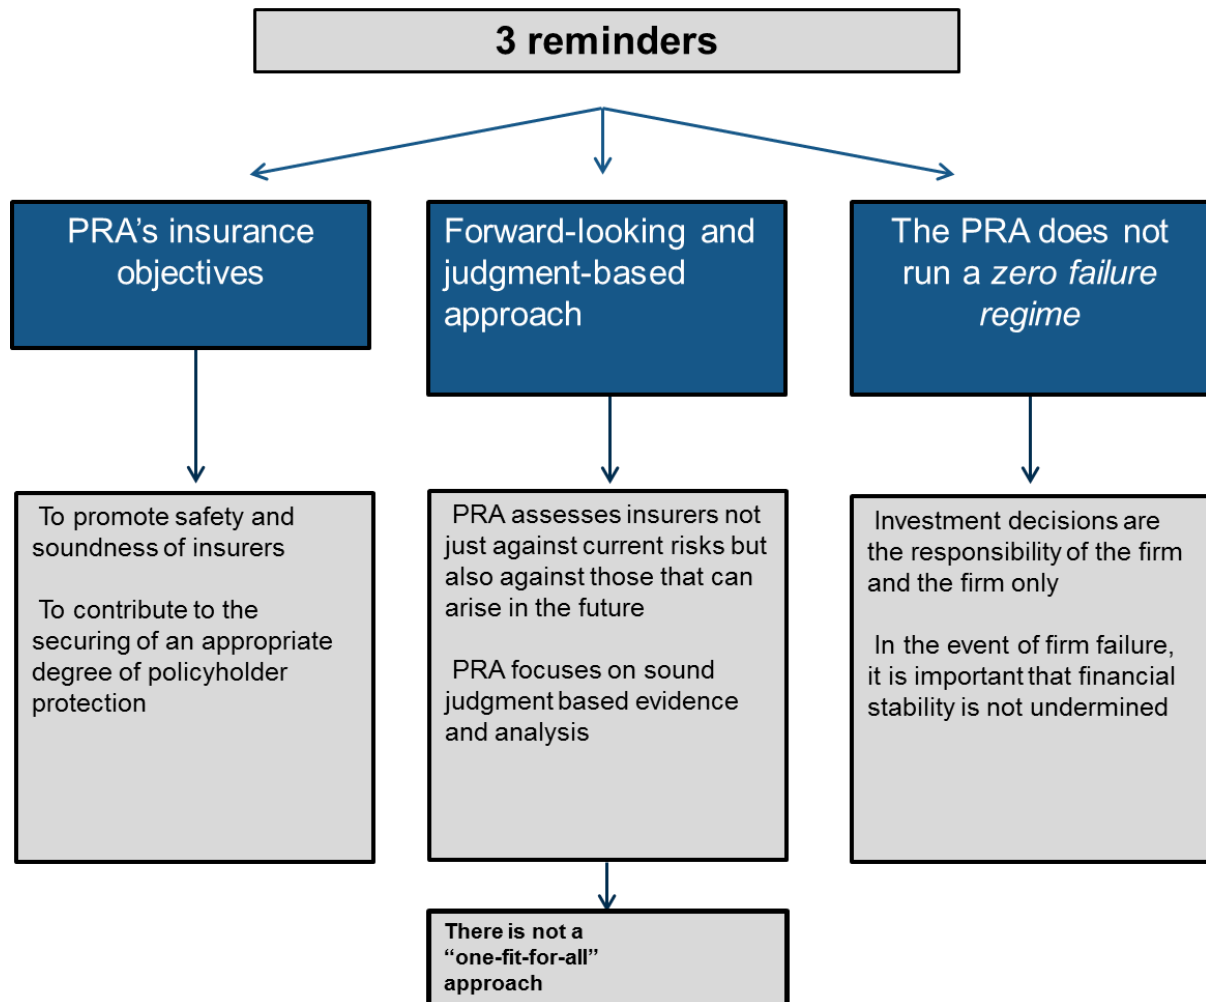 3 reminders
PRA's insurance
objectives
Forward-looking and
judgment-based
approach
The PRA does not
run a zero failure
regime
To promote safety and
soundness of insurers
To contribute to the
securing of an appropriate
degree of policyholder
protection
PRA assesses insurers not
just against current risks but
also against those that can
arise in the future
PRA focuses on sound
judgment based evidence
and analysis
Investment decisions are
the responsibility of the firm
and the firm only
In the event of firm failure,
it is important that financial
stability is not undermined
There is not a
“one-fit-for-all”
approach